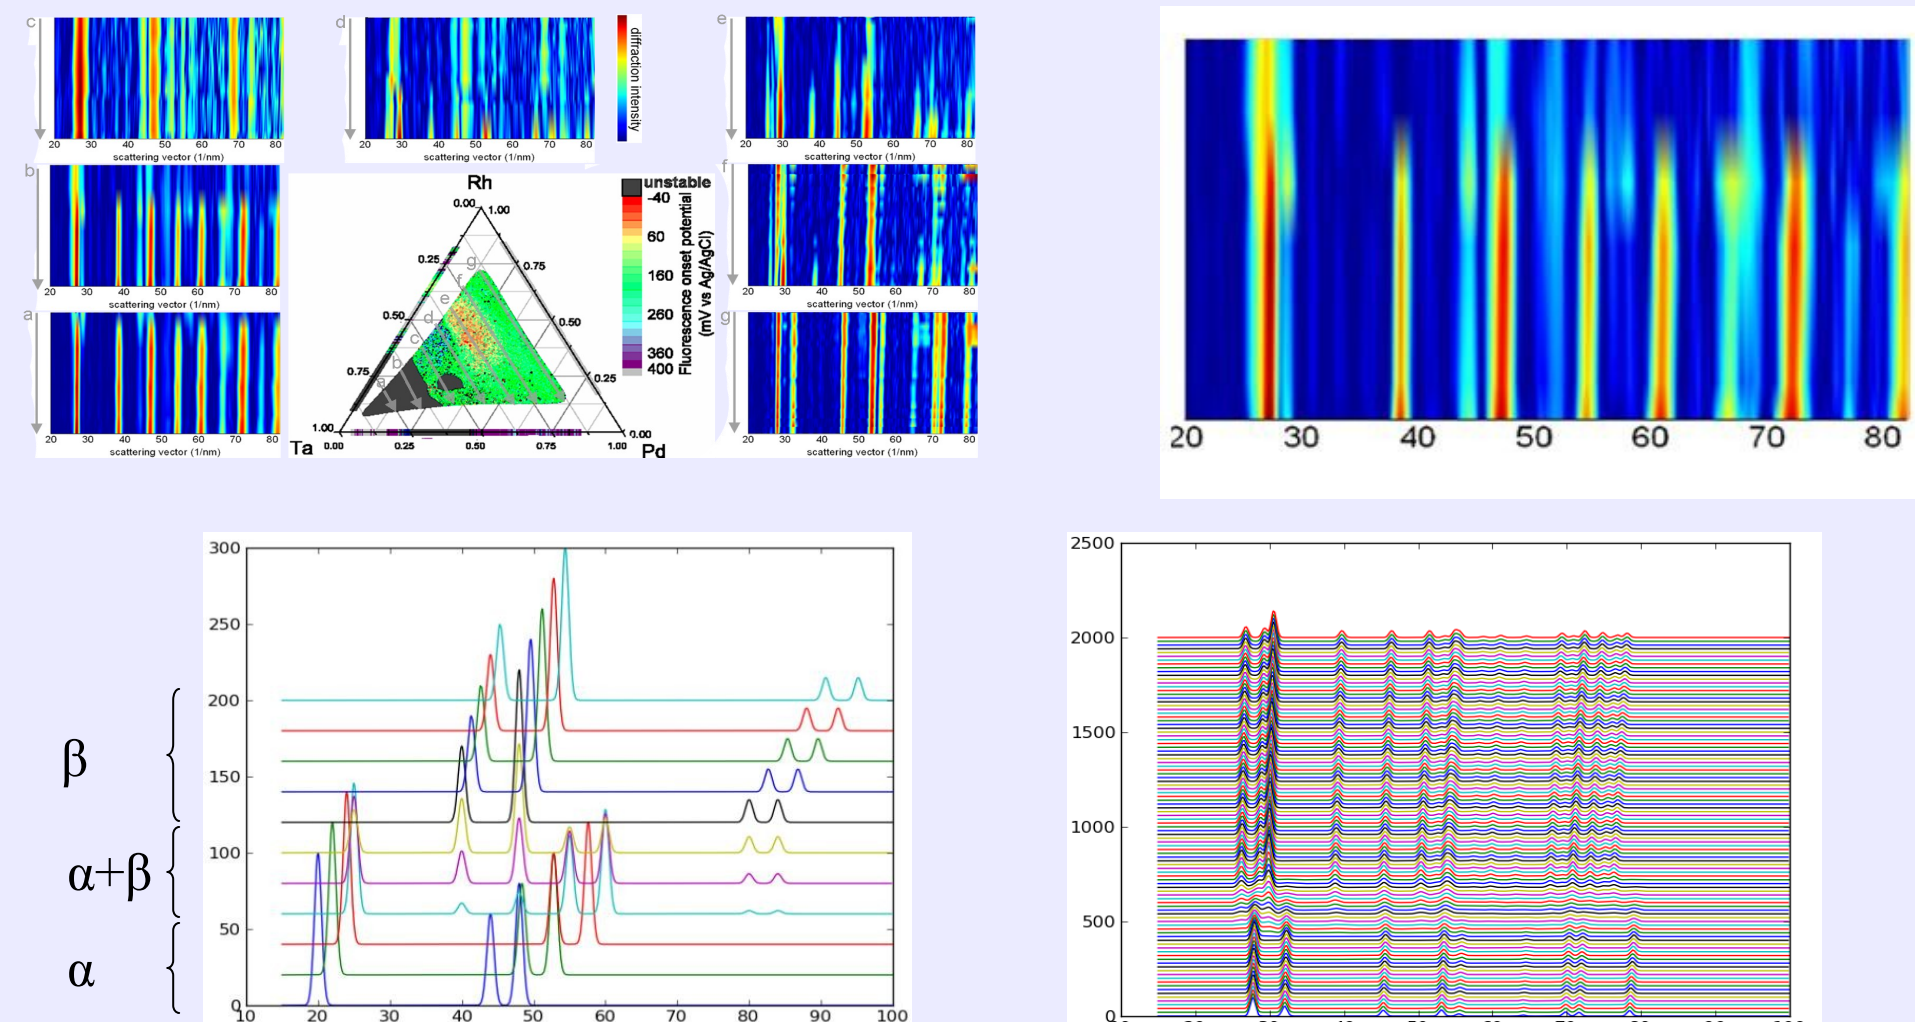 c
20 30 40 50 60 70 80
scattering vector (1/nm)
d
20 30 40 50 60 70 80
scattering vector (1/nm)
diffraction intensity
e
20 30 40 50 60 70 80
scattering vector (1/nm)
b
20 30 40 50 60 70 80
scattering vector (1/nm)
f
20 30 40 50 60 70 80
scattering vector (1/nm)
a
20 30 40 50 60 70 80
scattering vector (1/nm)
g
20 30 40 50 60 70 80
scattering vector (1/nm)
Rh
0.00 1.00
0.25 0.75
0.50 0.50
0.75 0.25
1.00 0.00
Ta
0.00 0.25 0.50 0.75 1.00
Pd
g
f
e
d
c
b
a
unstable
-40
60
160
260
360
400
Fluorescence onset potential
(mV vs Ag/AgCl)
20 30 40 50 60 70 80
β
α+β
α
300
250
200
150
100
50
0
10 20 30 40 50 60 70 80 90 100
2500
2000
1500
1000
500
0